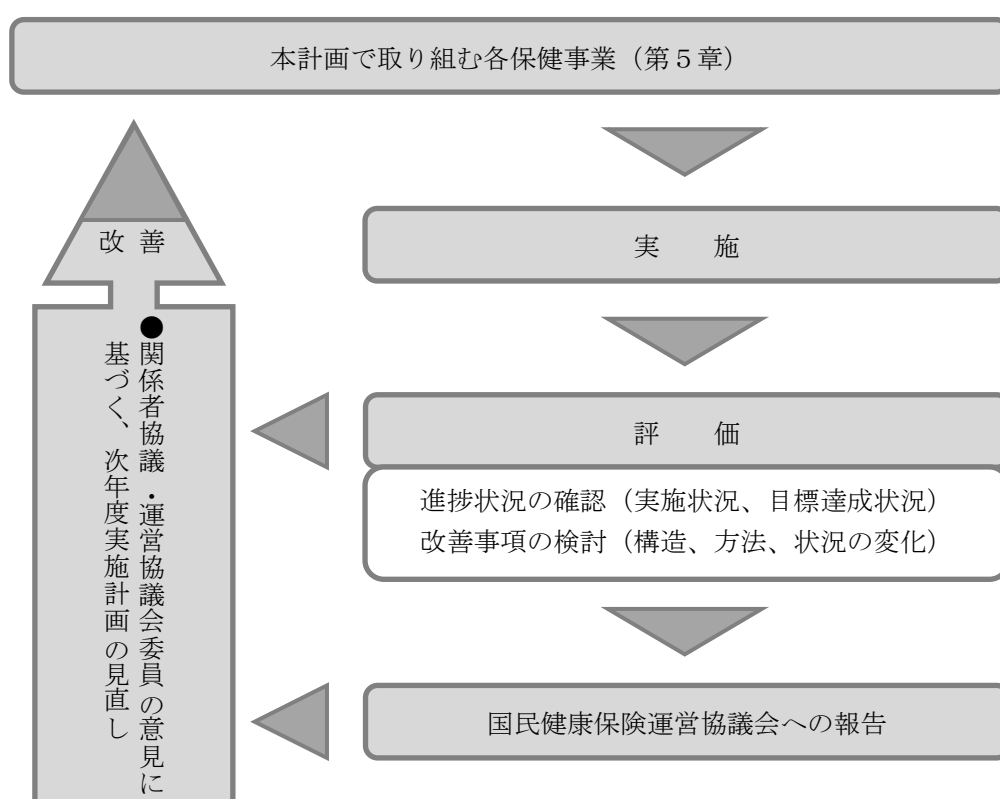 本計画で取り組む各保健事業（第５章）
改善
●関係者協議・運営協議会委員の意見に
基づく、次年度実施計画の見直し
実　　施
評　　価
進捗状況の確認（実施状況、目標達成状況）
改善事項の検討（構造、方法、状況の変化）
国民健康保険運営協議会への報告